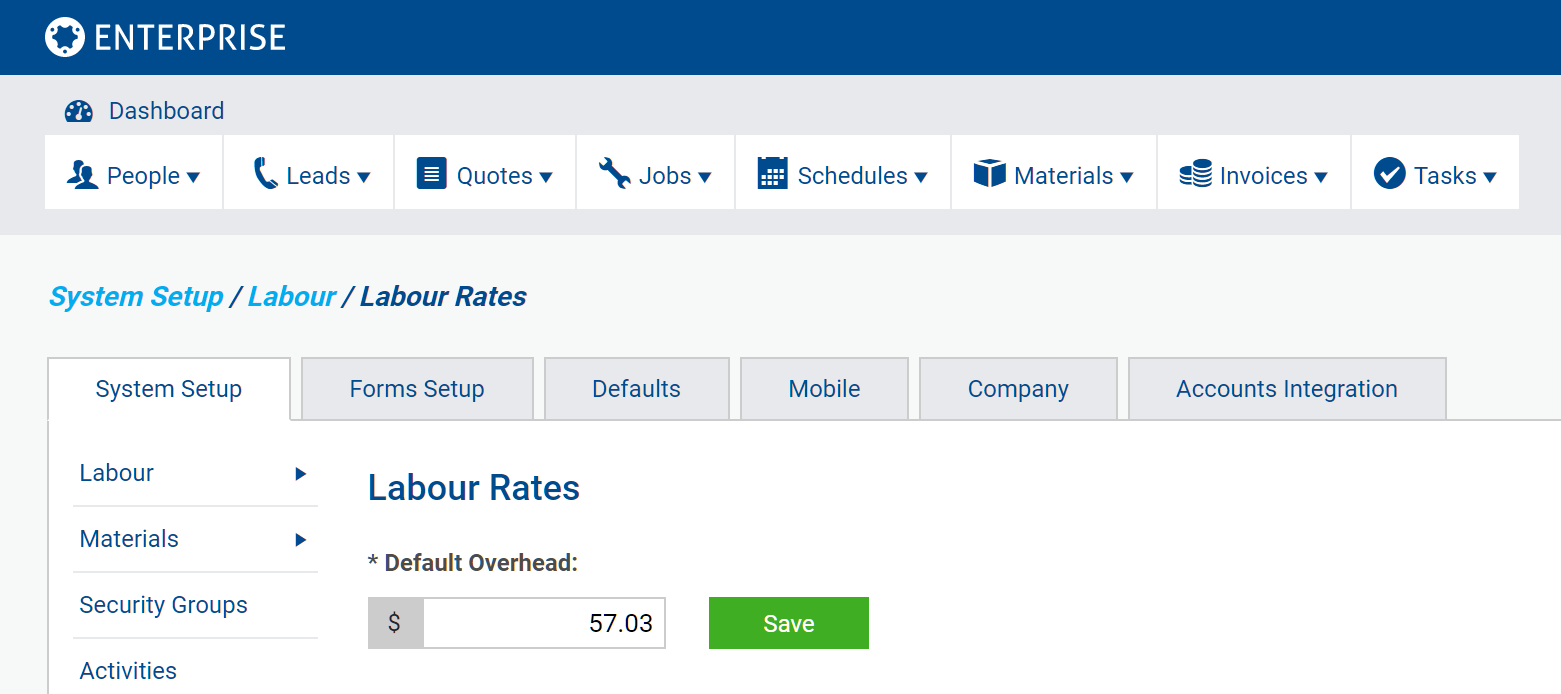 ENTERPRISE
Dashboard
People Leads Quotes Jobs Schedules Materials Invoices Tasks
System Setup / Labour / Labour Rates
System Setup Forms Setup Defaults Mobile Company Accounts Integration
Labour
Materials
Security Groups
Activities
Labour Rates
* Default Overhead:
$ 57.03 Save